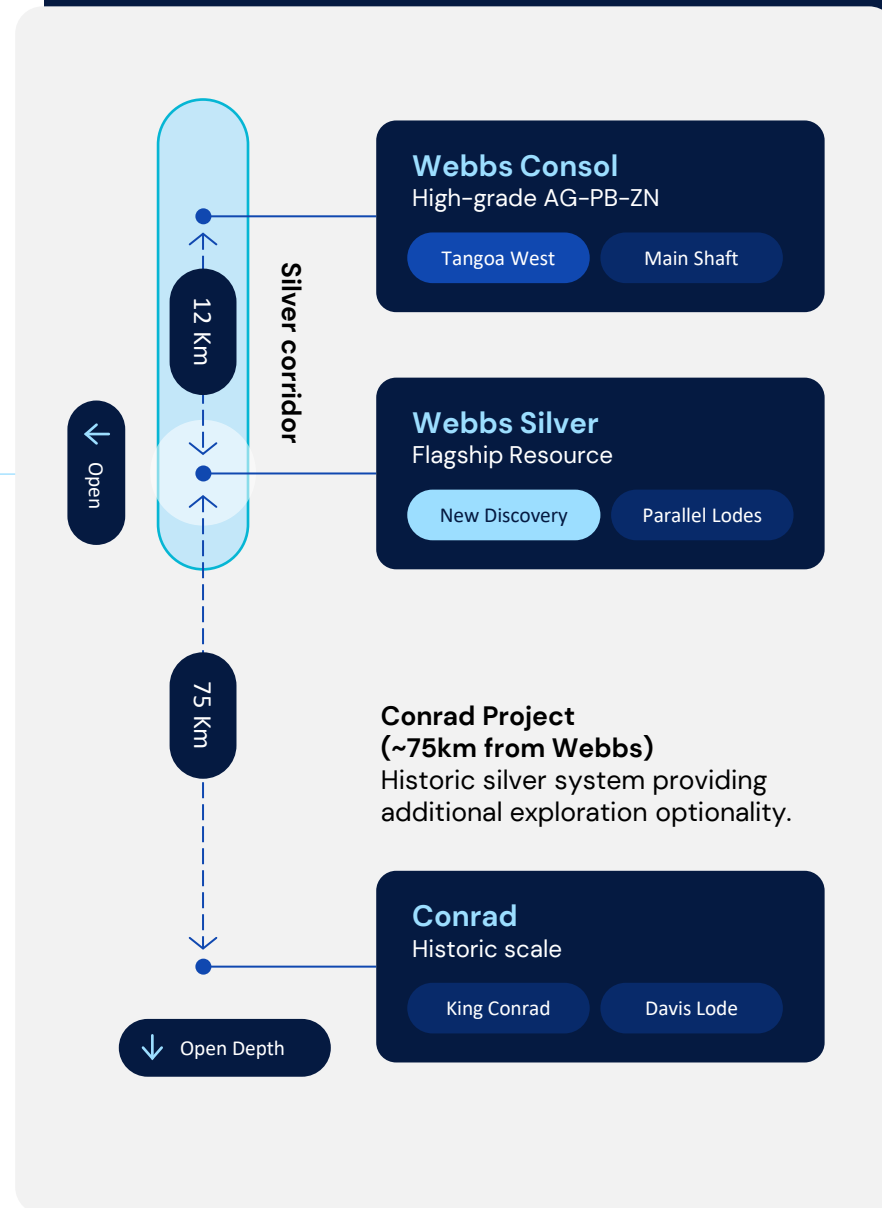 Webbs Consol
High-grade AG-PB-ZN
Tangoa West
Main Shaft
12 Km
Silver corridor
Webbs Silver
Flagship Resource
New Discovery
Parallel Lodes
Open
75 Km
Conrad Project
(~75km from Webbs)
Historic silver system providing
additional exploration optionality.
Conrad
Historic scale
King Conrad
Davis Lode
Open Depth